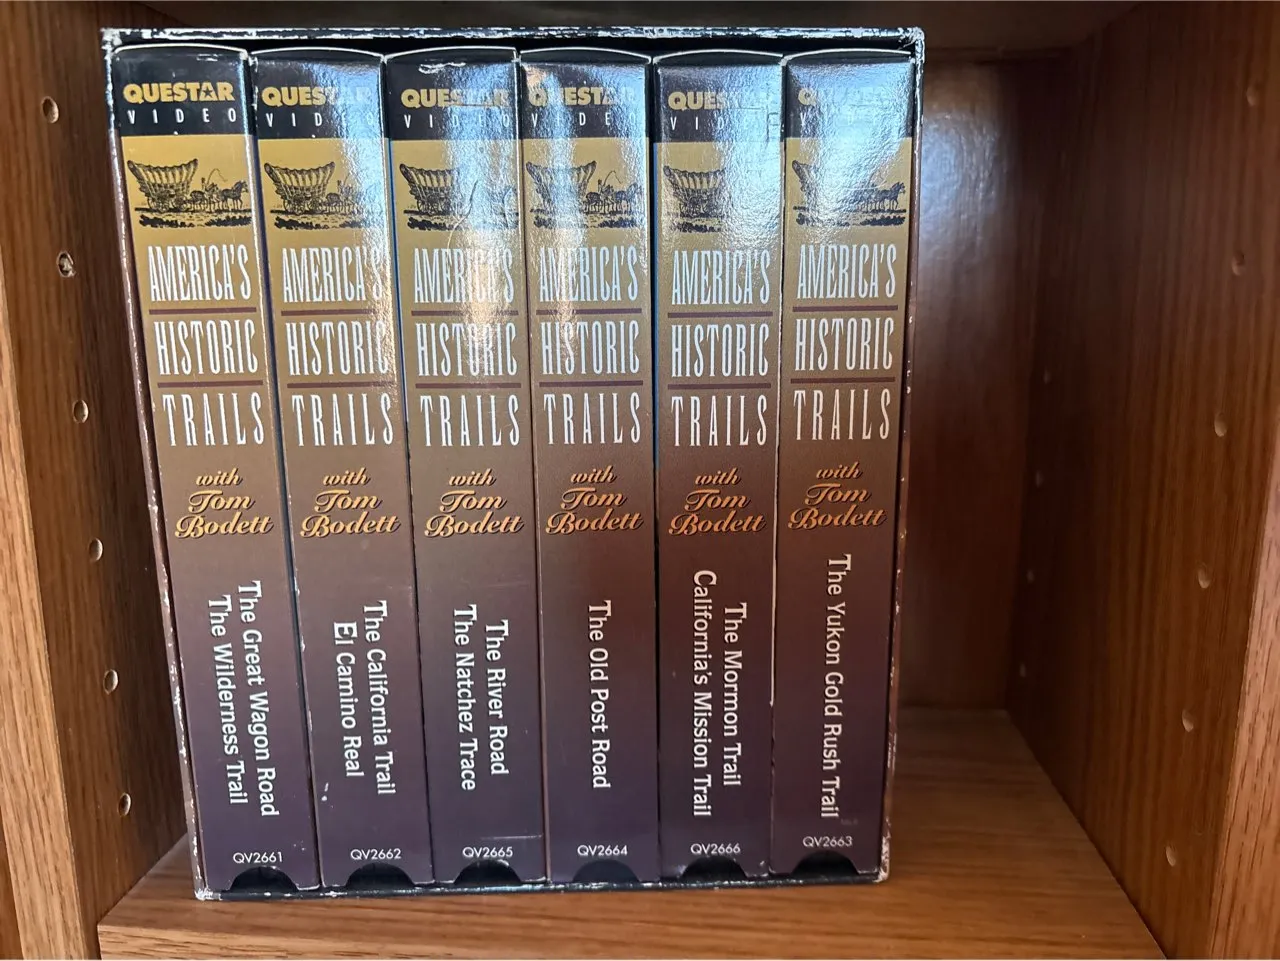 QUESTAR
VIDEO
AMERICA'S
HISTORIC
TRAILS
with
Tom
Bodett
The Great Wagon Road
The Wilderness Trail
QV2661
QUESTAR
VIDEO
AMERICA'S
HISTORIC
TRAILS
with
Tom
Bodett
The California Trail
El Camino Real
QV2662
QUESTAR
VIDEO
AMERICA'S
HISTORIC
TRAILS
with
Tom
Bodett
The River Road
The Natchez Trace
QV2665
QUESTAR
VIDEO
AMERICA'S
HISTORIC
TRAILS
with
Tom
Bodett
The Old Post Road
QV2664
QUESTAR
VIDEO
AMERICA'S
HISTORIC
TRAILS
with
Tom
Bodett
The Mormon Trail
California's Mission Trail
QV2666
QUESTAR
VIDEO
AMERICA'S
HISTORIC
TRAILS
with
Tom
Bodett
The Yukon Gold Rush Trail
QV2663